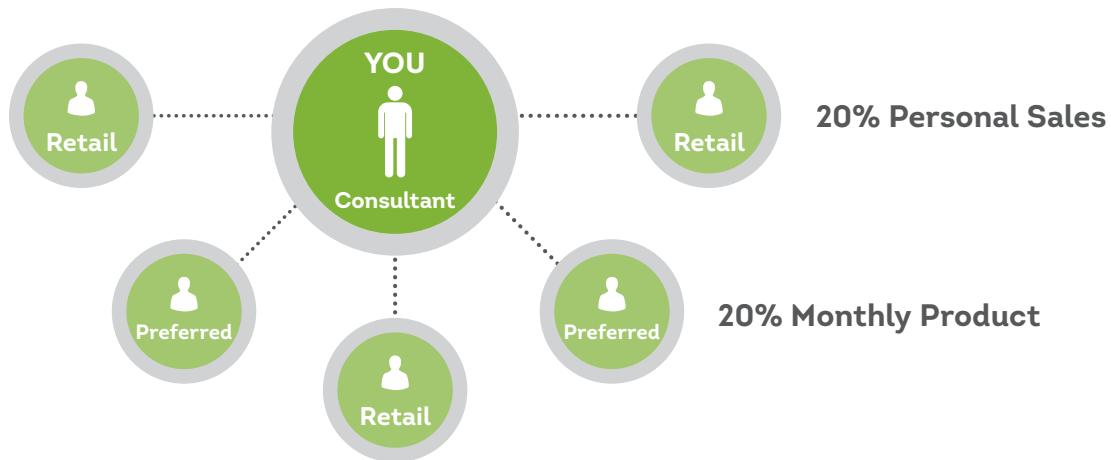 YOU
Consultant
Retail
Retail
20% Personal Sales
Preferred
Preferred
20% Monthly Product
Retail